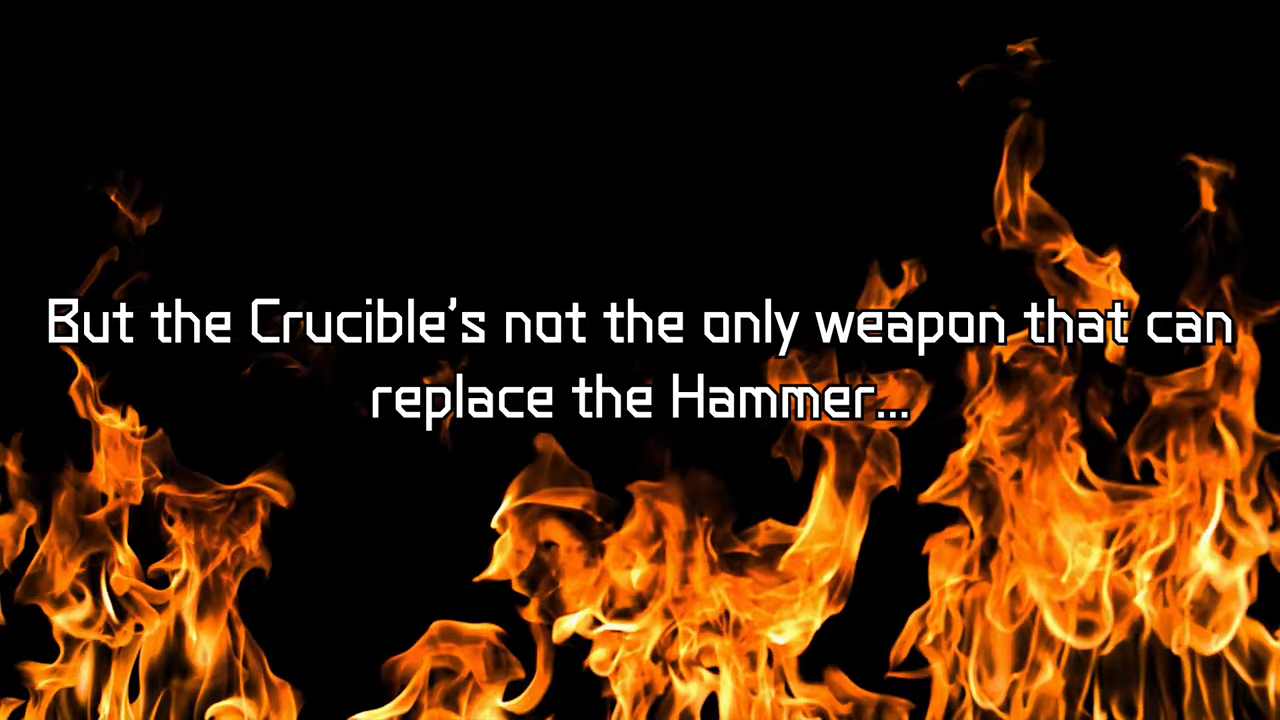 But the Crucible's not the only weapon that can
replace the Hammer...